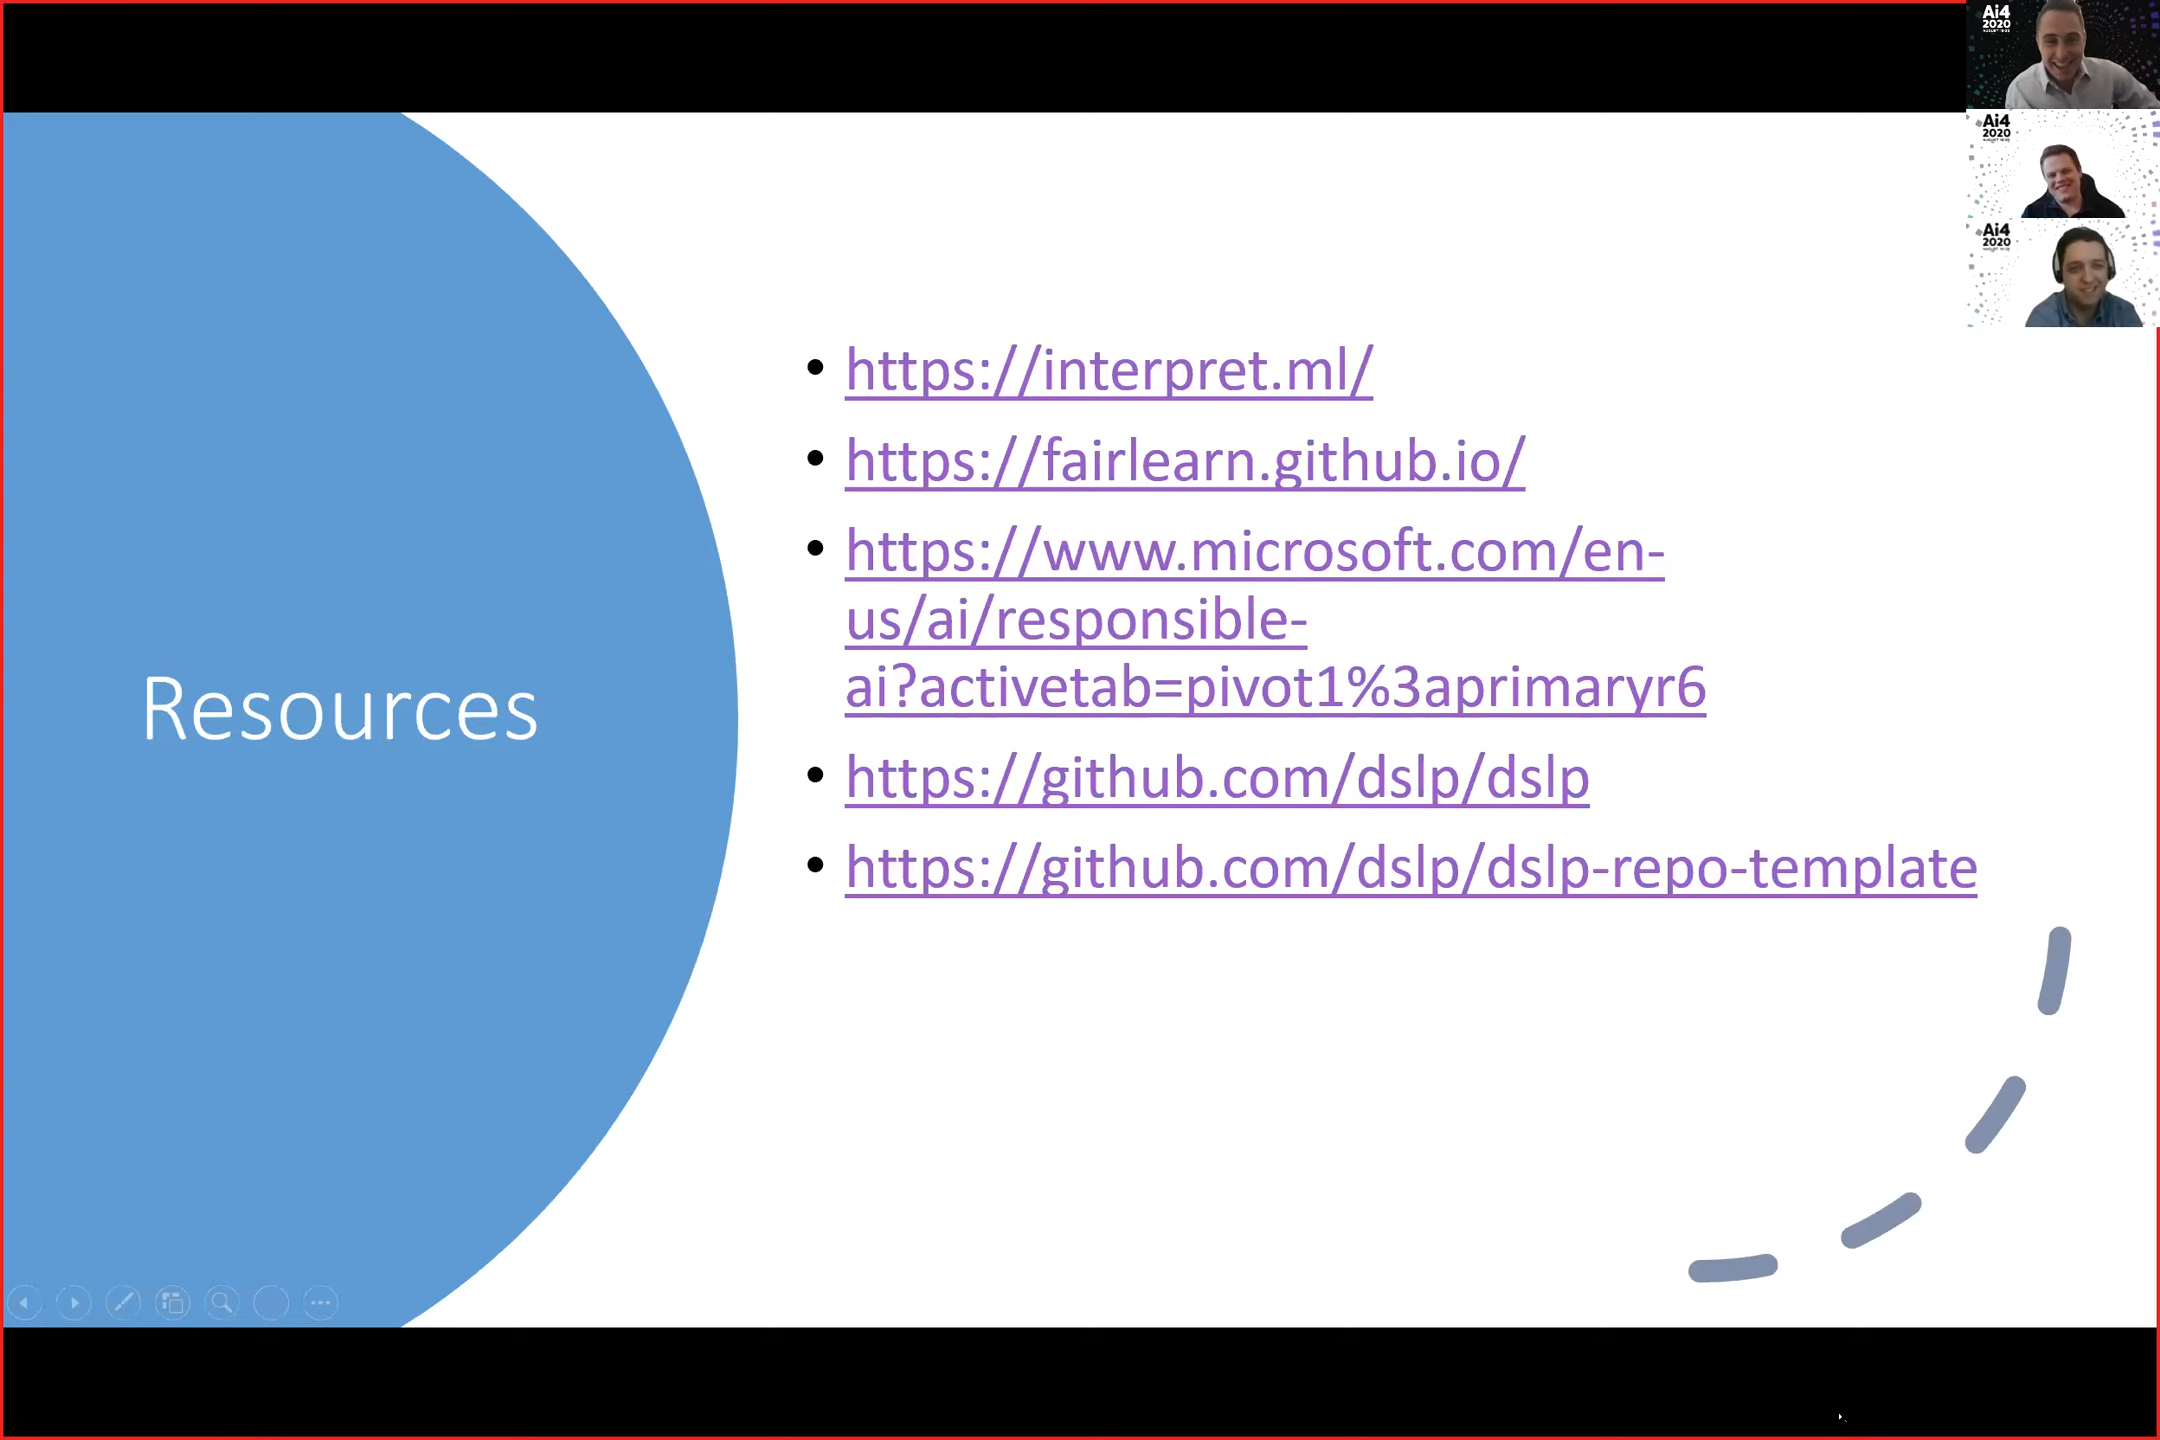 Resources
https://interpret.ml/
https://fairlearn.github.io/
https://www.microsoft.com/en-
us/ai/responsible-
ai?activetab=pivot1%3aprimaryr6
https://github.com/dslp/dslp
https://github.com/dslp/dslp-repo-template
Ai4
2020
Ai4
2020
Ai4
2020